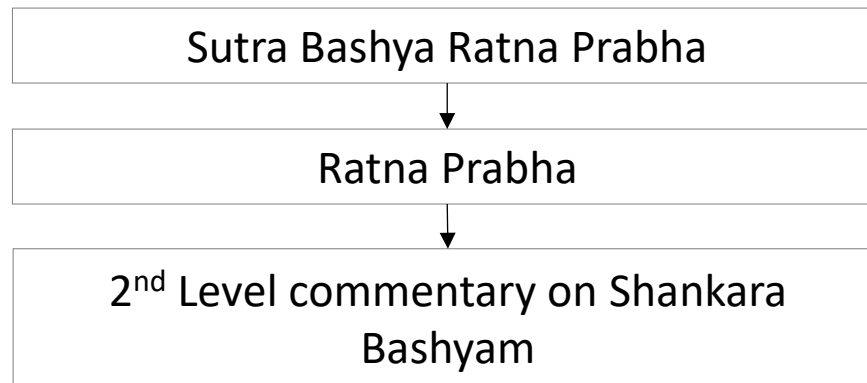 Sutra Bashya Ratna Prabha
Ratna Prabha
2nd Level commentary on Shankara
Bashyam